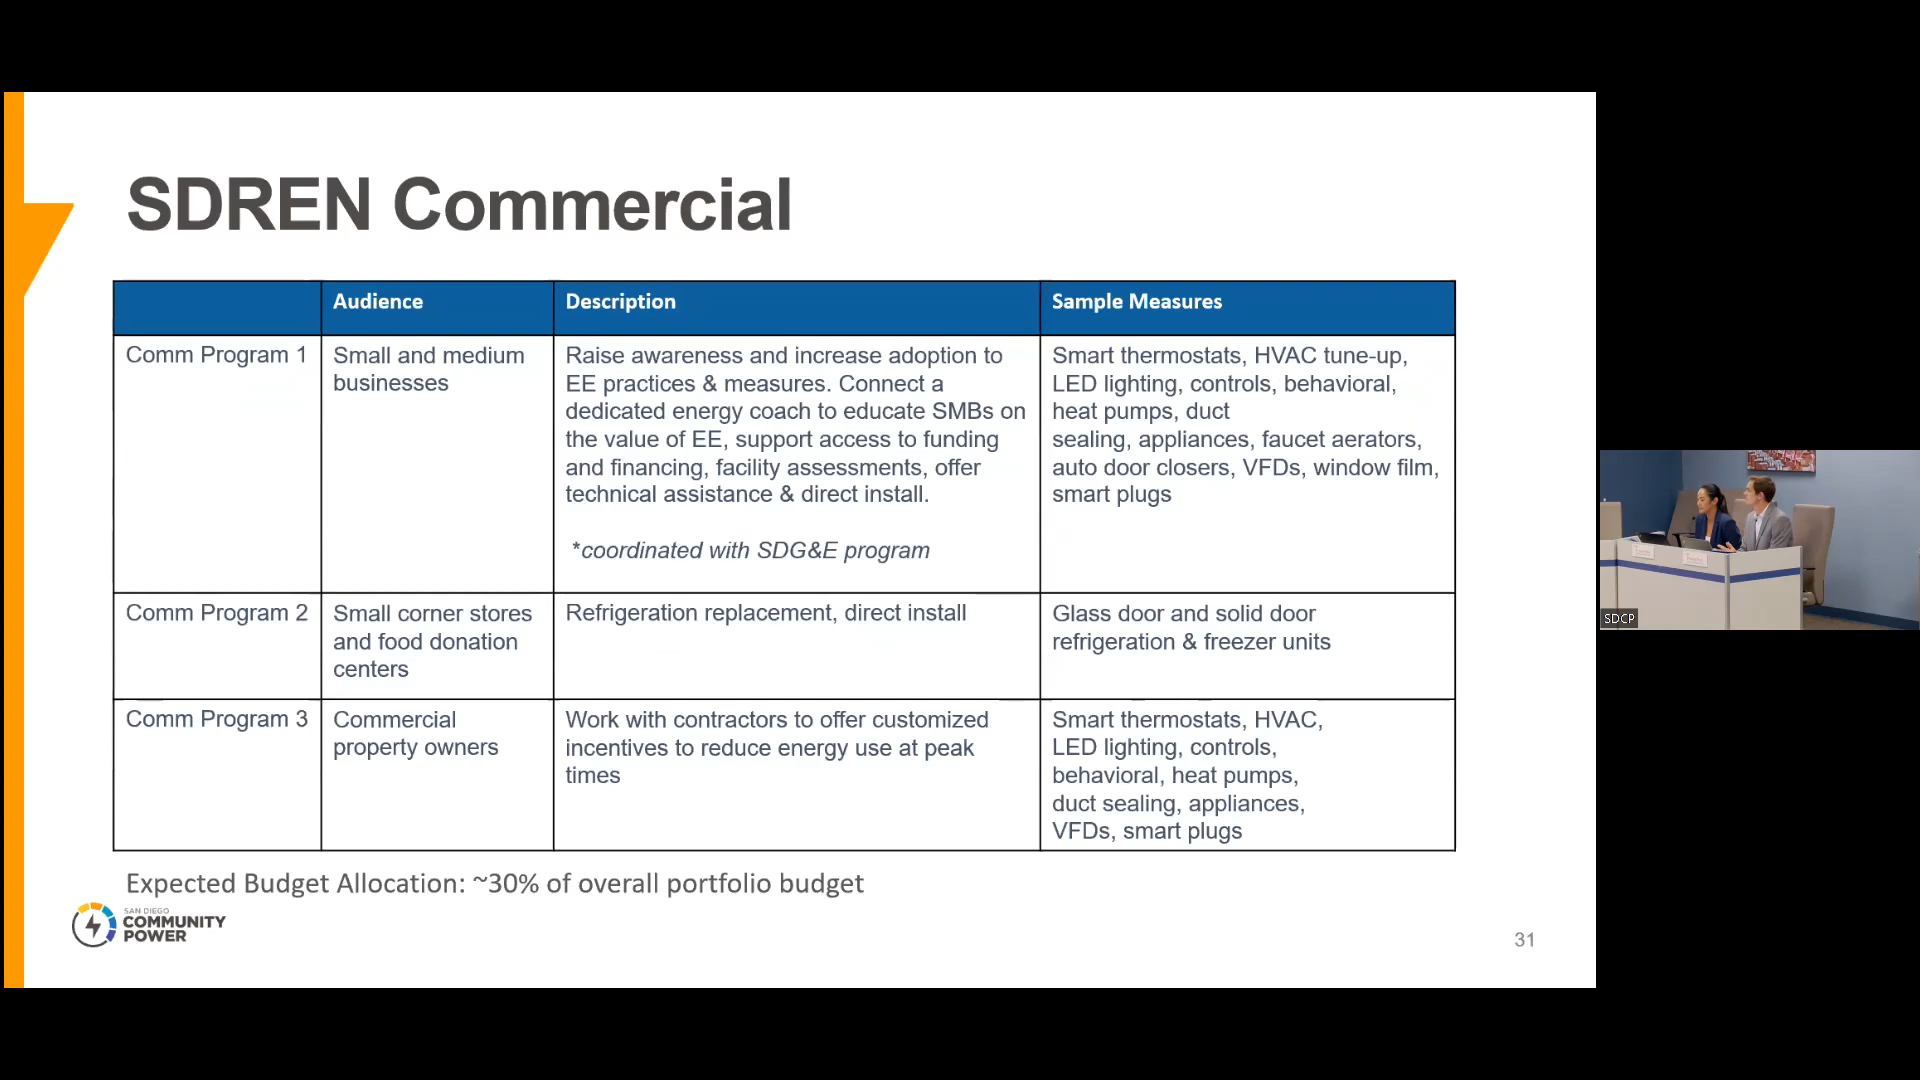 SDREN Commercial
Audience
Description
Sample Measures
Comm Program 1
Small and medium
businesses
Raise awareness and increase adoption to
EE practices & measures. Connect a
dedicated energy coach to educate SMBs on
the value of EE, support access to funding
and financing, facility assessments, offer
technical assistance & direct install.
*coordinated with SDG&E program
Smart thermostats, HVAC tune-up,
LED lighting, controls, behavioral,
heat pumps, duct
sealing, appliances, faucet aerators,
auto door closers, VFDs, window film,
smart plugs
Comm Program 2
Small corner stores
and food donation
centers
Refrigeration replacement, direct install
Glass door and solid door
refrigeration & freezer units
Comm Program 3
Commercial
property owners
Work with contractors to offer customized
incentives to reduce energy use at peak
times
Smart thermostats, HVAC,
LED lighting, controls,
behavioral, heat pumps,
duct sealing, appliances,
VFDs, smart plugs
Expected Budget Allocation: ~30% of overall portfolio budget
SAN DIEGO
COMMUNITY
POWER
31
SDCP